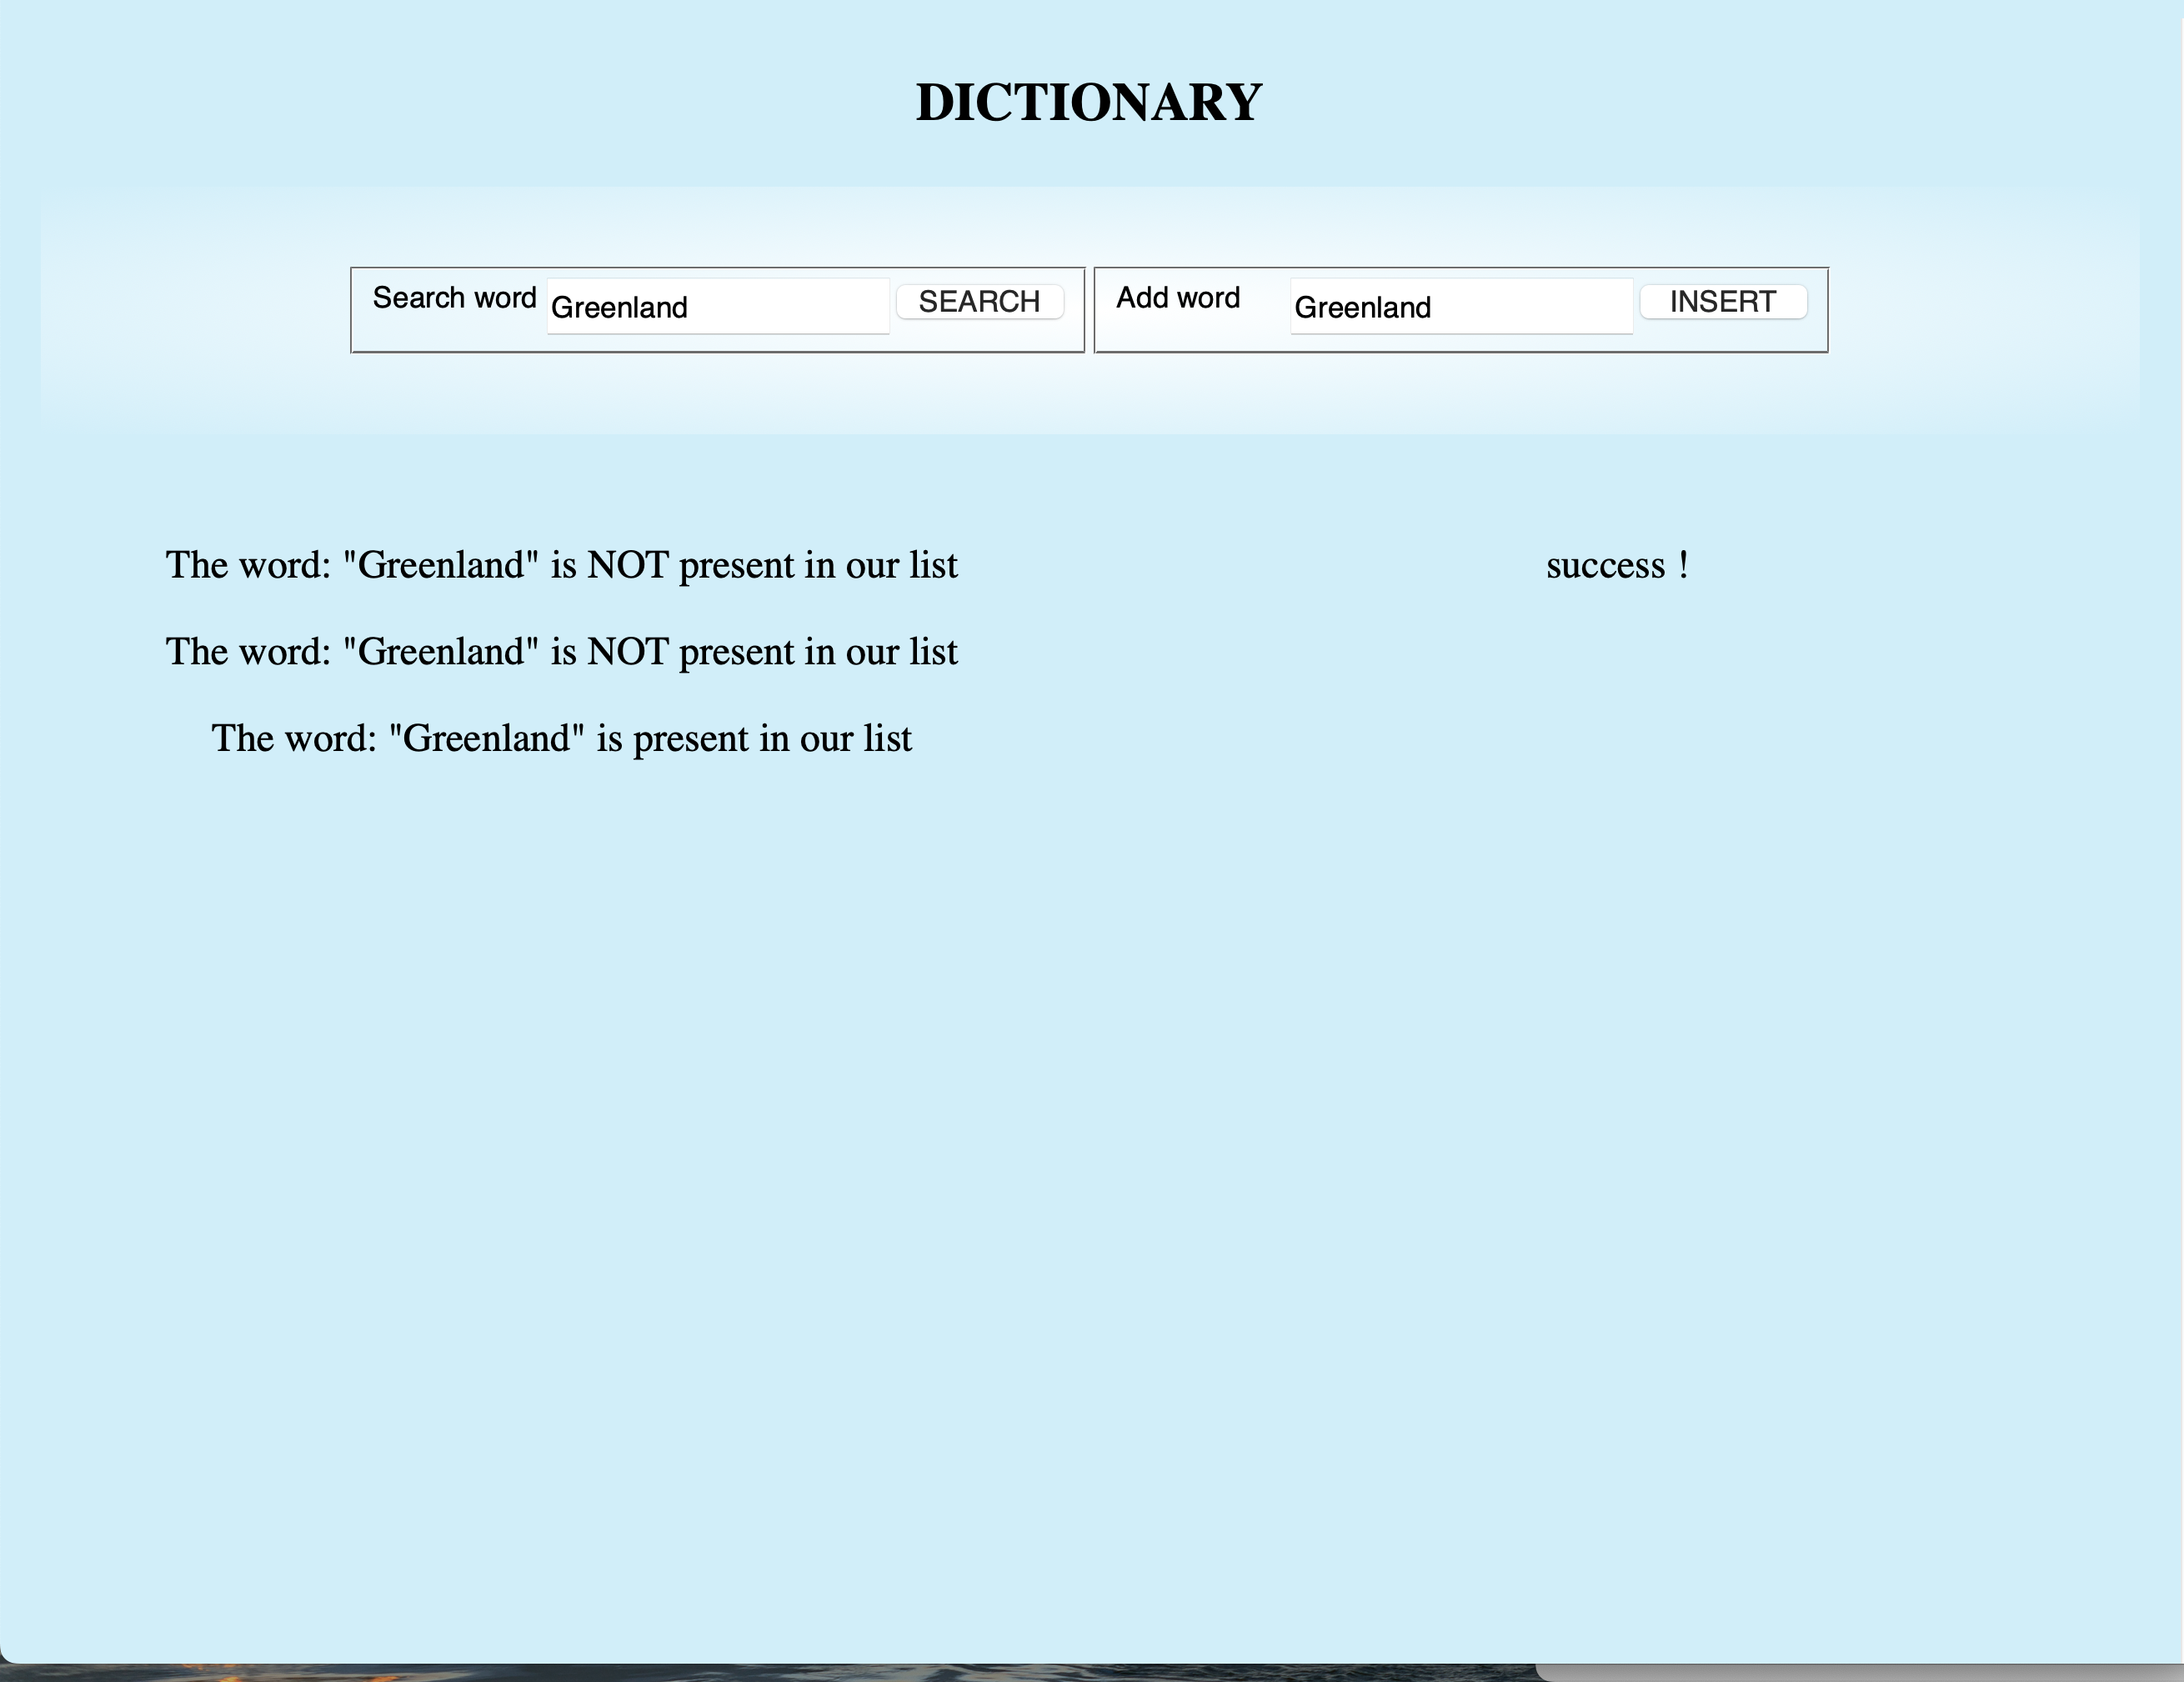 DICTIONARY
Search word Greenland SEARCH Add word Greenland INSERT
The word: "Greenland" is NOT present in our list success !
The word: "Greenland" is NOT present in our list
The word: "Greenland" is present in our list